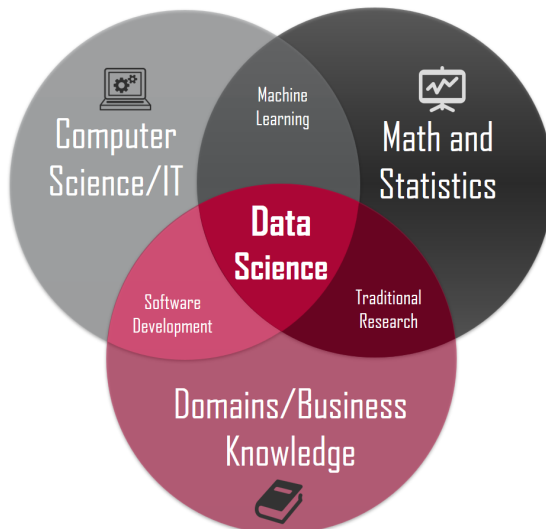 Machine
Learning
Computer
Science/IT
Math and
Statistics
Data
Science
Software
Development
Traditional
Research
Domains/Business
Knowledge